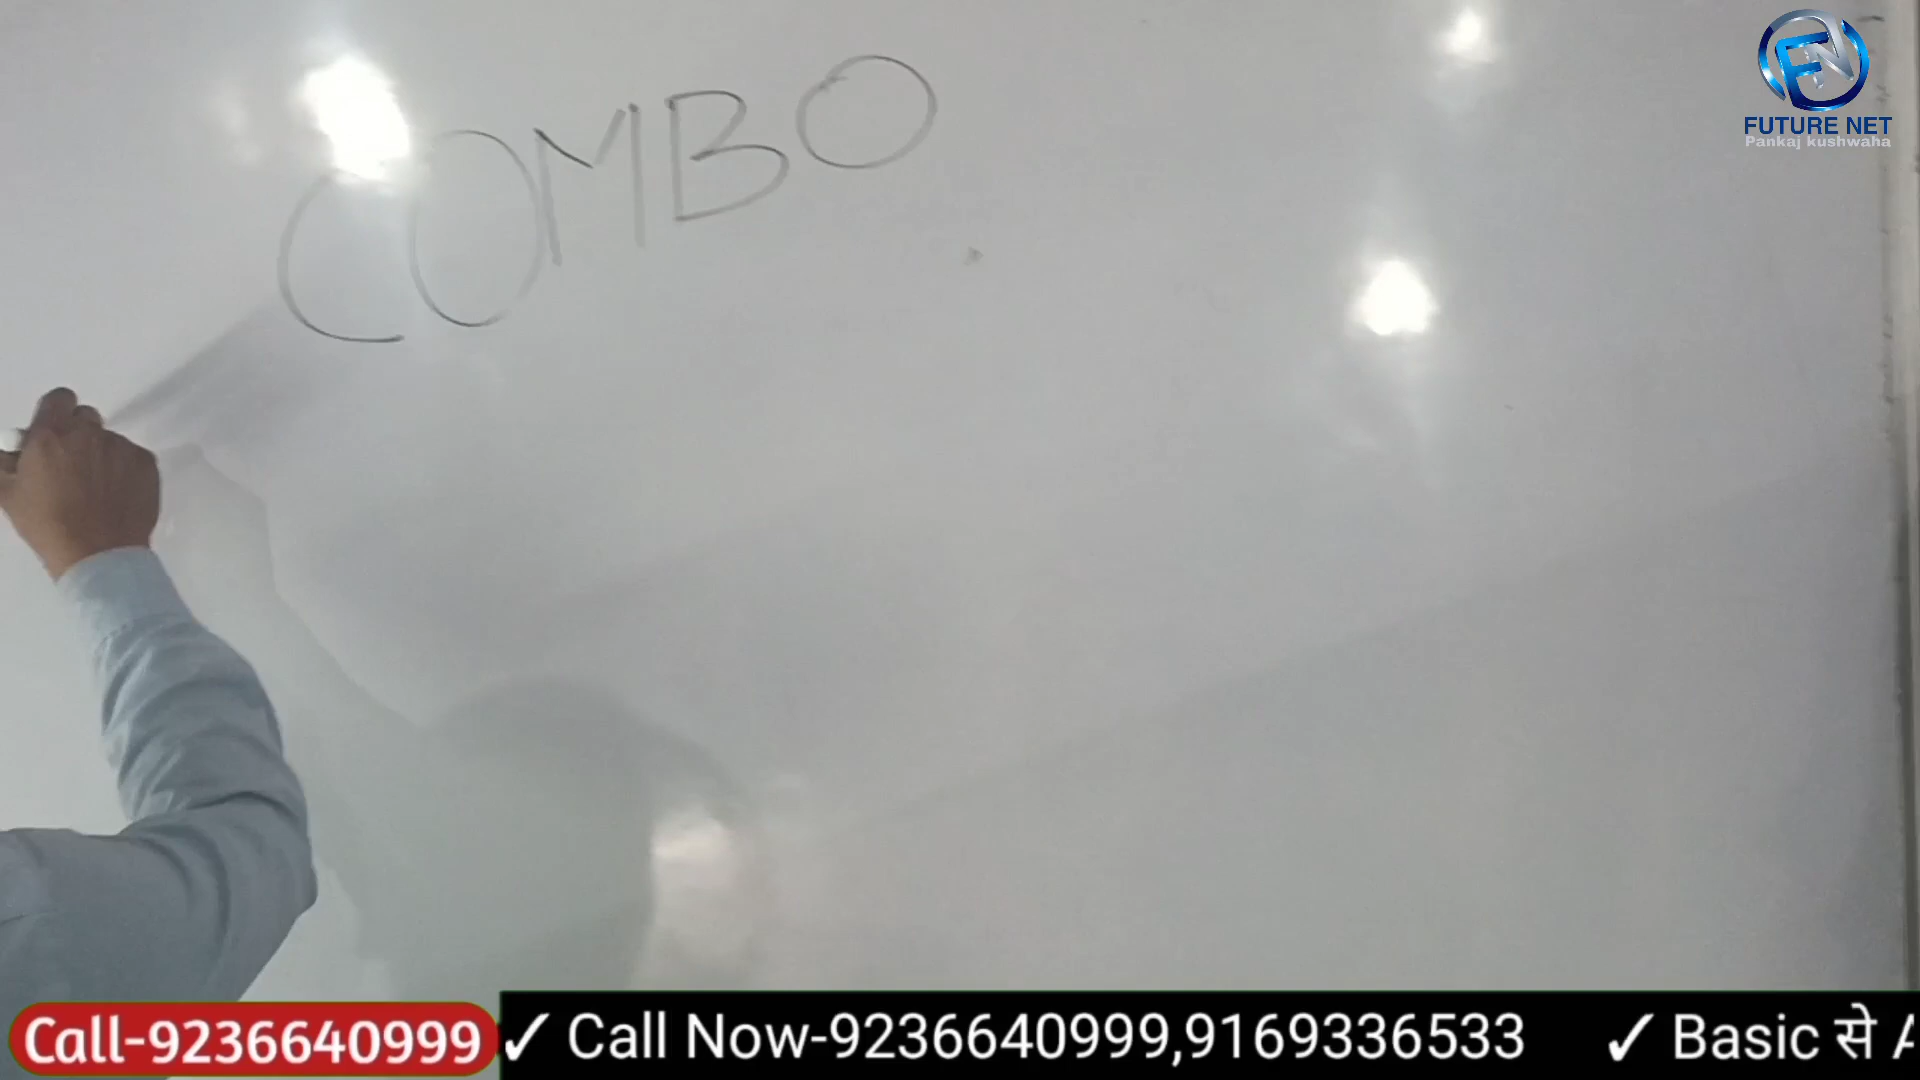 COMBO
FUTURE NET
Pankaj kushwaha
Call-9236640999
✓ Call Now-9236640999,9169336533 ✓ Basic से